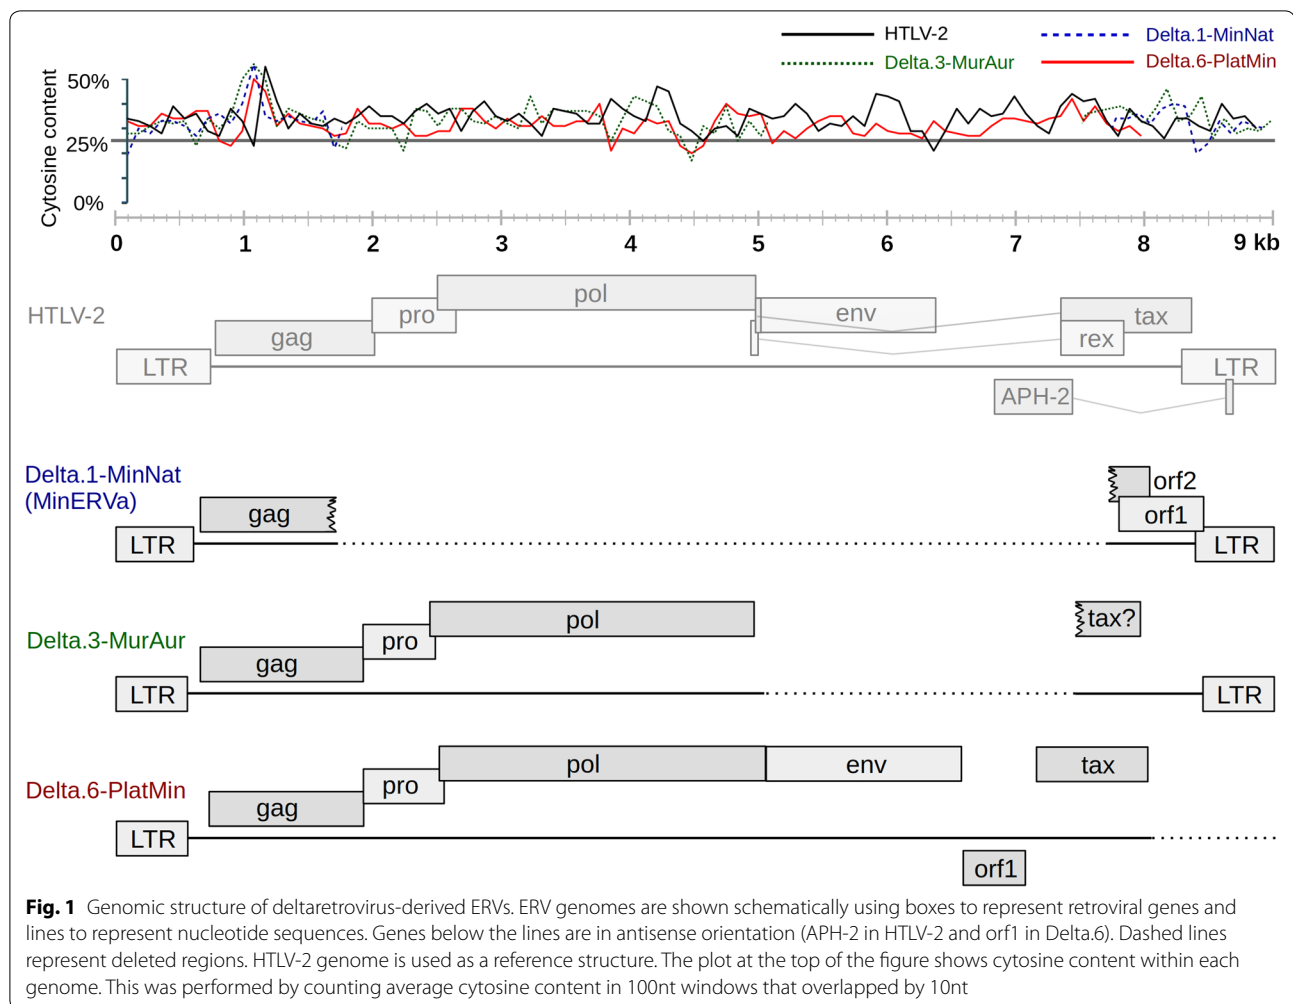 HTLV-2
Delta.1-MinNat
Delta.3-MurAur
Delta.6-PlatMin
Cytosine content
50%
25%
0%
0 1 2 3 4 5 6 7 8 9 kb
HTLV-2
pol
pro
env
tax
gag
rex
LTR
LTR
APH-2
Delta.1-MinNat
(MinERVa)
orf2
gag
orf1
LTR
LTR
Delta.3-MurAur
pol
tax?
pro
gag
LTR
LTR
Delta.6-PlatMin
pol
env
tax
pro
gag
LTR
orf1
Fig. 1 Genomic structure of deltaretrovirus-derived ERVs. ERV genomes are shown schematically using boxes to represent retroviral genes and
lines to represent nucleotide sequences. Genes below the lines are in antisense orientation (APH-2 in HTLV-2 and orf1 in Delta.6). Dashed lines
represent deleted regions. HTLV-2 genome is used as a reference structure. The plot at the top of the figure shows cytosine content within each
genome. This was performed by counting average cytosine content in 100nt windows that overlapped by 10nt